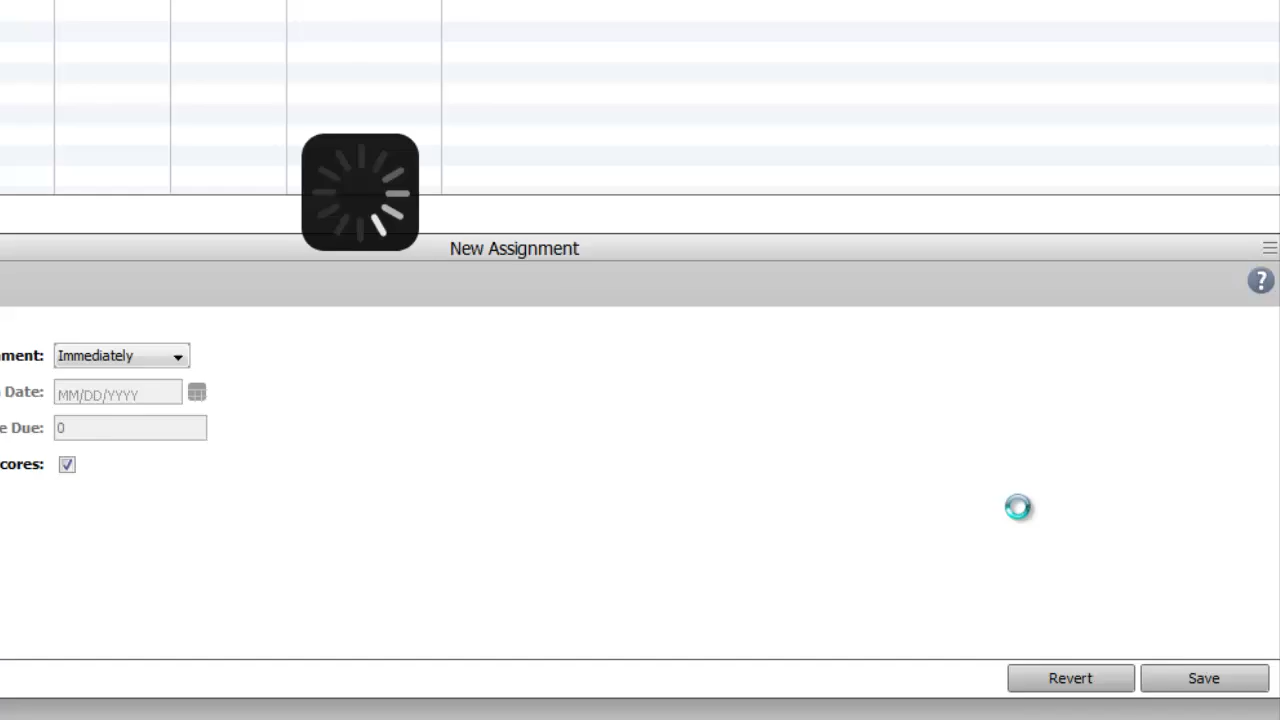 New Assignment
?
ment: Immediately
Date: MM/DD/YYYY
e Due: 0
cores:
Revert Save